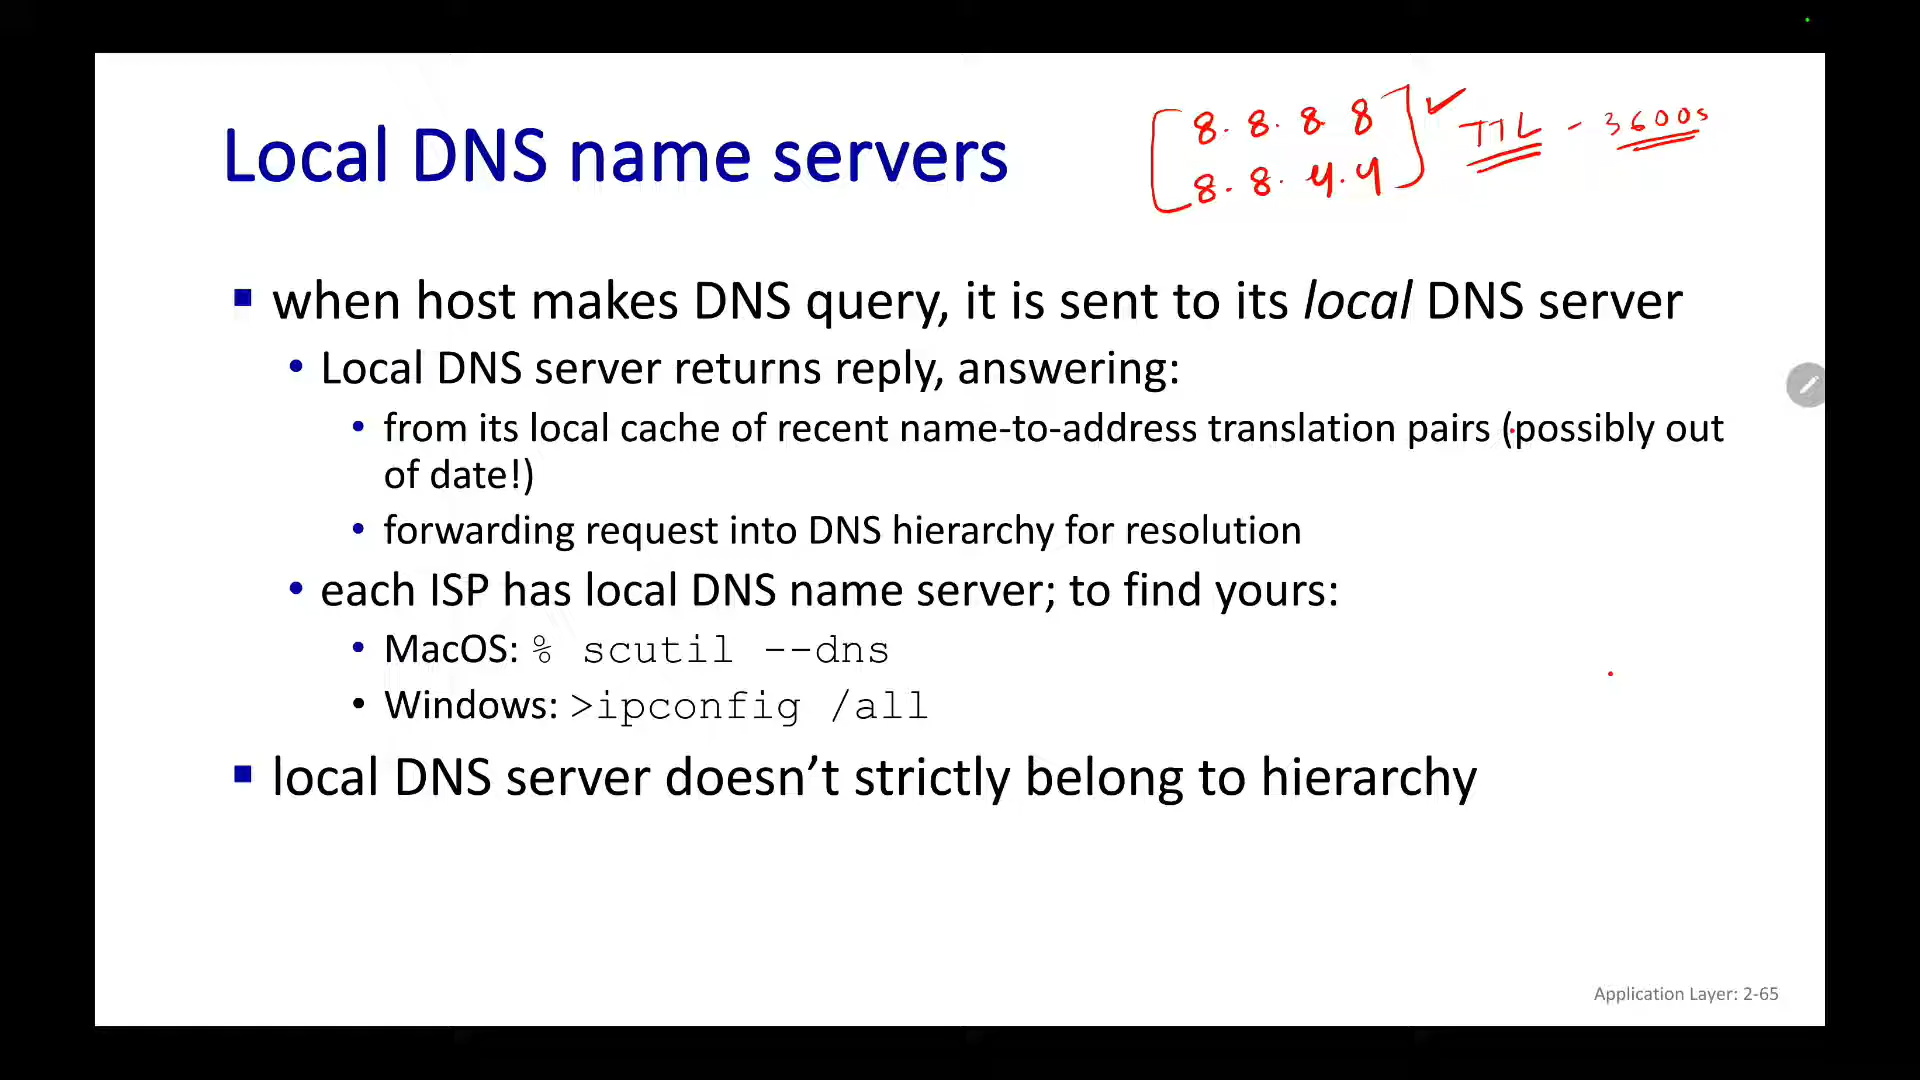 Local DNS name servers
8. 8. 8. 8
8. 8. 4. 4
TTL - 3600s
▪ when host makes DNS query, it is sent to its local DNS server
• Local DNS server returns reply, answering:
• from its local cache of recent name-to-address translation pairs (possibly out
of date!)
• forwarding request into DNS hierarchy for resolution
• each ISP has local DNS name server; to find yours:
• MacOS: % scutil --dns
• Windows: >ipconfig /all
▪ local DNS server doesn’t strictly belong to hierarchy
Application Layer: 2-65